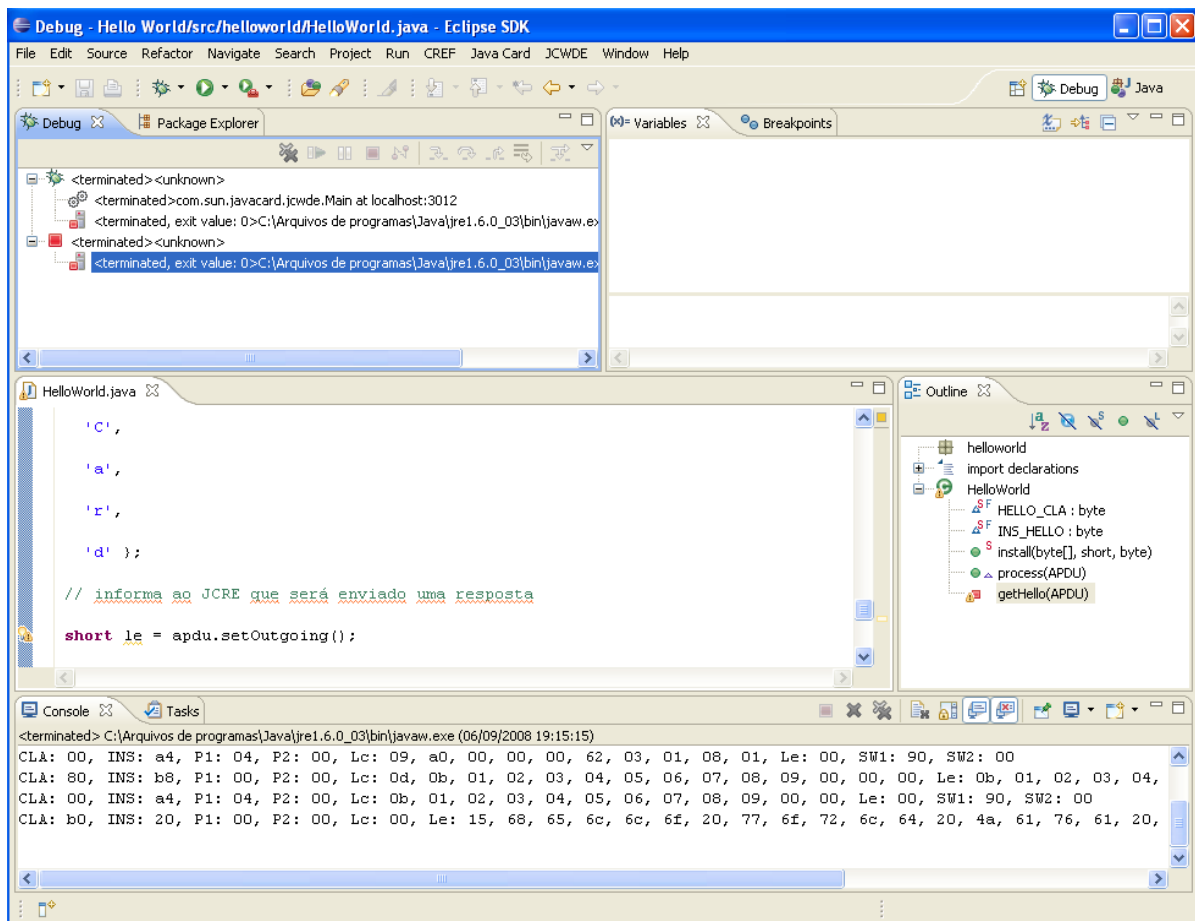 Debug - Hello World/src/helloworld/HelloWorld.java - Eclipse SDK
File Edit Source Refactor Navigate Search Project Run CREF Java Card JCWDE Window Help
Debug Java
Debug Package Explorer
(x)= Variables Breakpoints
<terminated><unknown>
<terminated>com.sun.javacard.jcwde.Main at localhost:3012
<terminated, exit value: 0>C:\Arquivos de programas\Java\jre1.6.0_03\bin\javaw.ex
<terminated><unknown>
<terminated, exit value: 0>C:\Arquivos de programas\Java\jre1.6.0_03\bin\javaw.ex
HelloWorld.java
'C',
'a',
'r',
'd' };
// informa ao JCRE que será enviado uma resposta
short le = apdu.setOutgoing();
Outline
helloworld
import declarations
HelloWorld
HELLO_CLA : byte
INS_HELLO : byte
install(byte[], short, byte)
process(APDU)
getHello(APDU)
Console Tasks
<terminated> C:\Arquivos de programas\Java\jre1.6.0_03\bin\javaw.exe (06/09/2008 19:15:15)
CLA: 00, INS: a4, P1: 04, P2: 00, Lc: 09, a0, 00, 00, 00, 62, 03, 01, 08, 01, Le: 00, SW1: 90, SW2: 00
CLA: 80, INS: b8, P1: 00, P2: 00, Lc: 0d, 0b, 01, 02, 03, 04, 05, 06, 07, 08, 09, 00, 00, 00, Le: 0b, 01, 02, 03, 04,
CLA: 00, INS: a4, P1: 04, P2: 00, Lc: 0b, 01, 02, 03, 04, 05, 06, 07, 08, 09, 00, 00, Le: 00, SW1: 90, SW2: 00
CLA: b0, INS: 20, P1: 00, P2: 00, Lc: 00, Le: 15, 68, 65, 6c, 6c, 6f, 20, 77, 6f, 72, 6c, 64, 20, 4a, 61, 76, 61, 20,